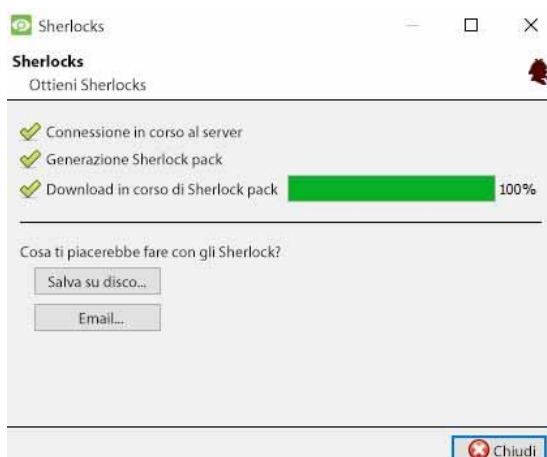 Sherlocks
Sherlocks
Ottieni Sherlocks
Connessione in corso al server
Generazione Sherlock pack
Download in corso di Sherlock pack 100%
Cosa ti piacerebbe fare con gli Sherlock?
Salva su disco...
Email...
Chiudi